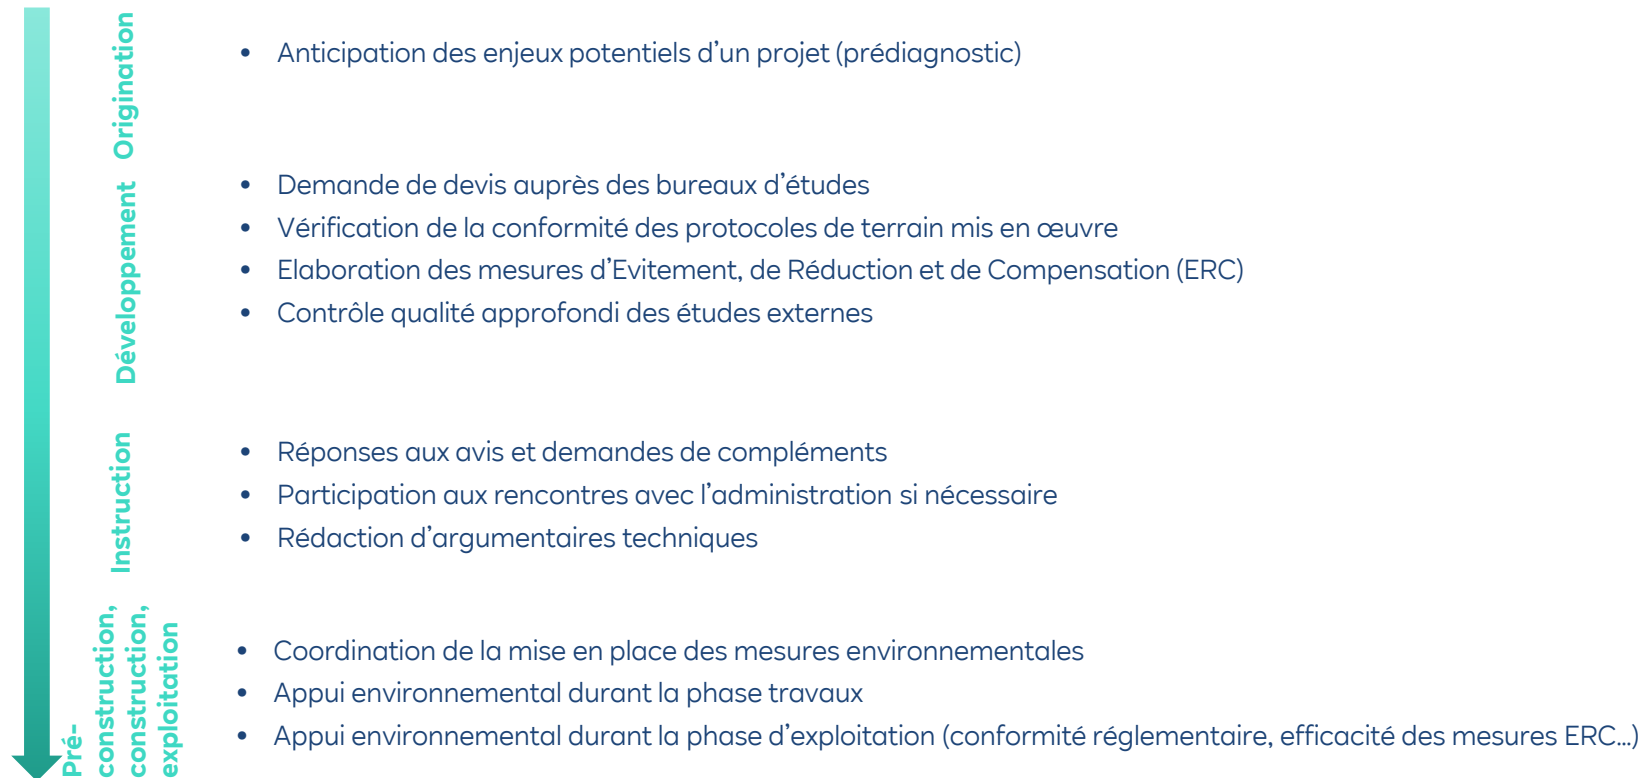 Origination
• Anticipation des enjeux potentiels d’un projet (prédiagnostic)
Développement
• Demande de devis auprès des bureaux d’études
• Vérification de la conformité des protocoles de terrain mis en œuvre
• Elaboration des mesures d’Evitement, de Réduction et de Compensation (ERC)
• Contrôle qualité approfondi des études externes
Instruction
• Réponses aux avis et demandes de compléments
• Participation aux rencontres avec l’administration si nécessaire
• Rédaction d’argumentaires techniques
Pré-
construction,
construction,
exploitation
• Coordination de la mise en place des mesures environnementales
• Appui environnemental durant la phase travaux
• Appui environnemental durant la phase d’exploitation (conformité réglementaire, efficacité des mesures ERC…)